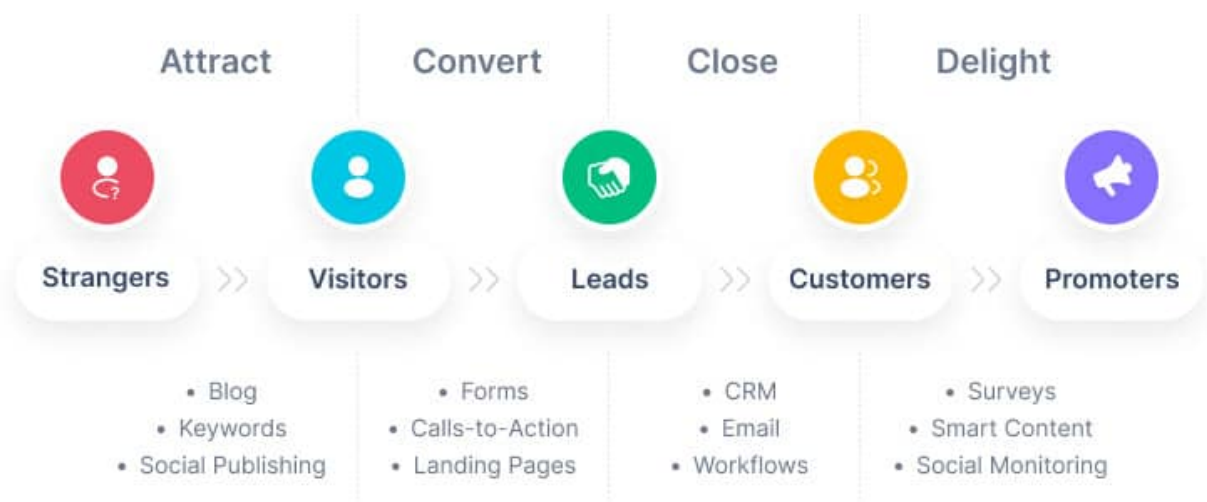 Attract
Convert
Close
Delight
?
Strangers
Visitors
Leads
Customers
Promoters
• Blog
• Keywords
• Social Publishing
• Forms
• Calls-to-Action
• Landing Pages
• CRM
• Email
• Workflows
• Surveys
• Smart Content
• Social Monitoring